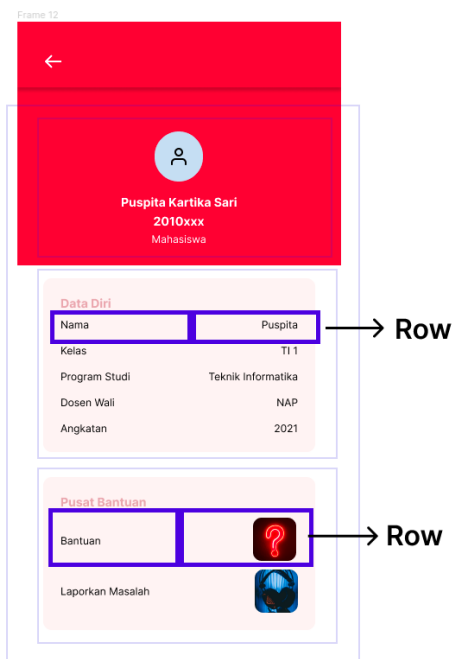 Frame 12
Puspita Kartika Sari
2010xxx
Mahasiswa
Data Diri
Nama Puspita
Row
Kelas TI 1
Program Studi Teknik Informatika
Dosen Wali NAP
Angkatan 2021
Pusat Bantuan
Bantuan
Row
Laporkan Masalah